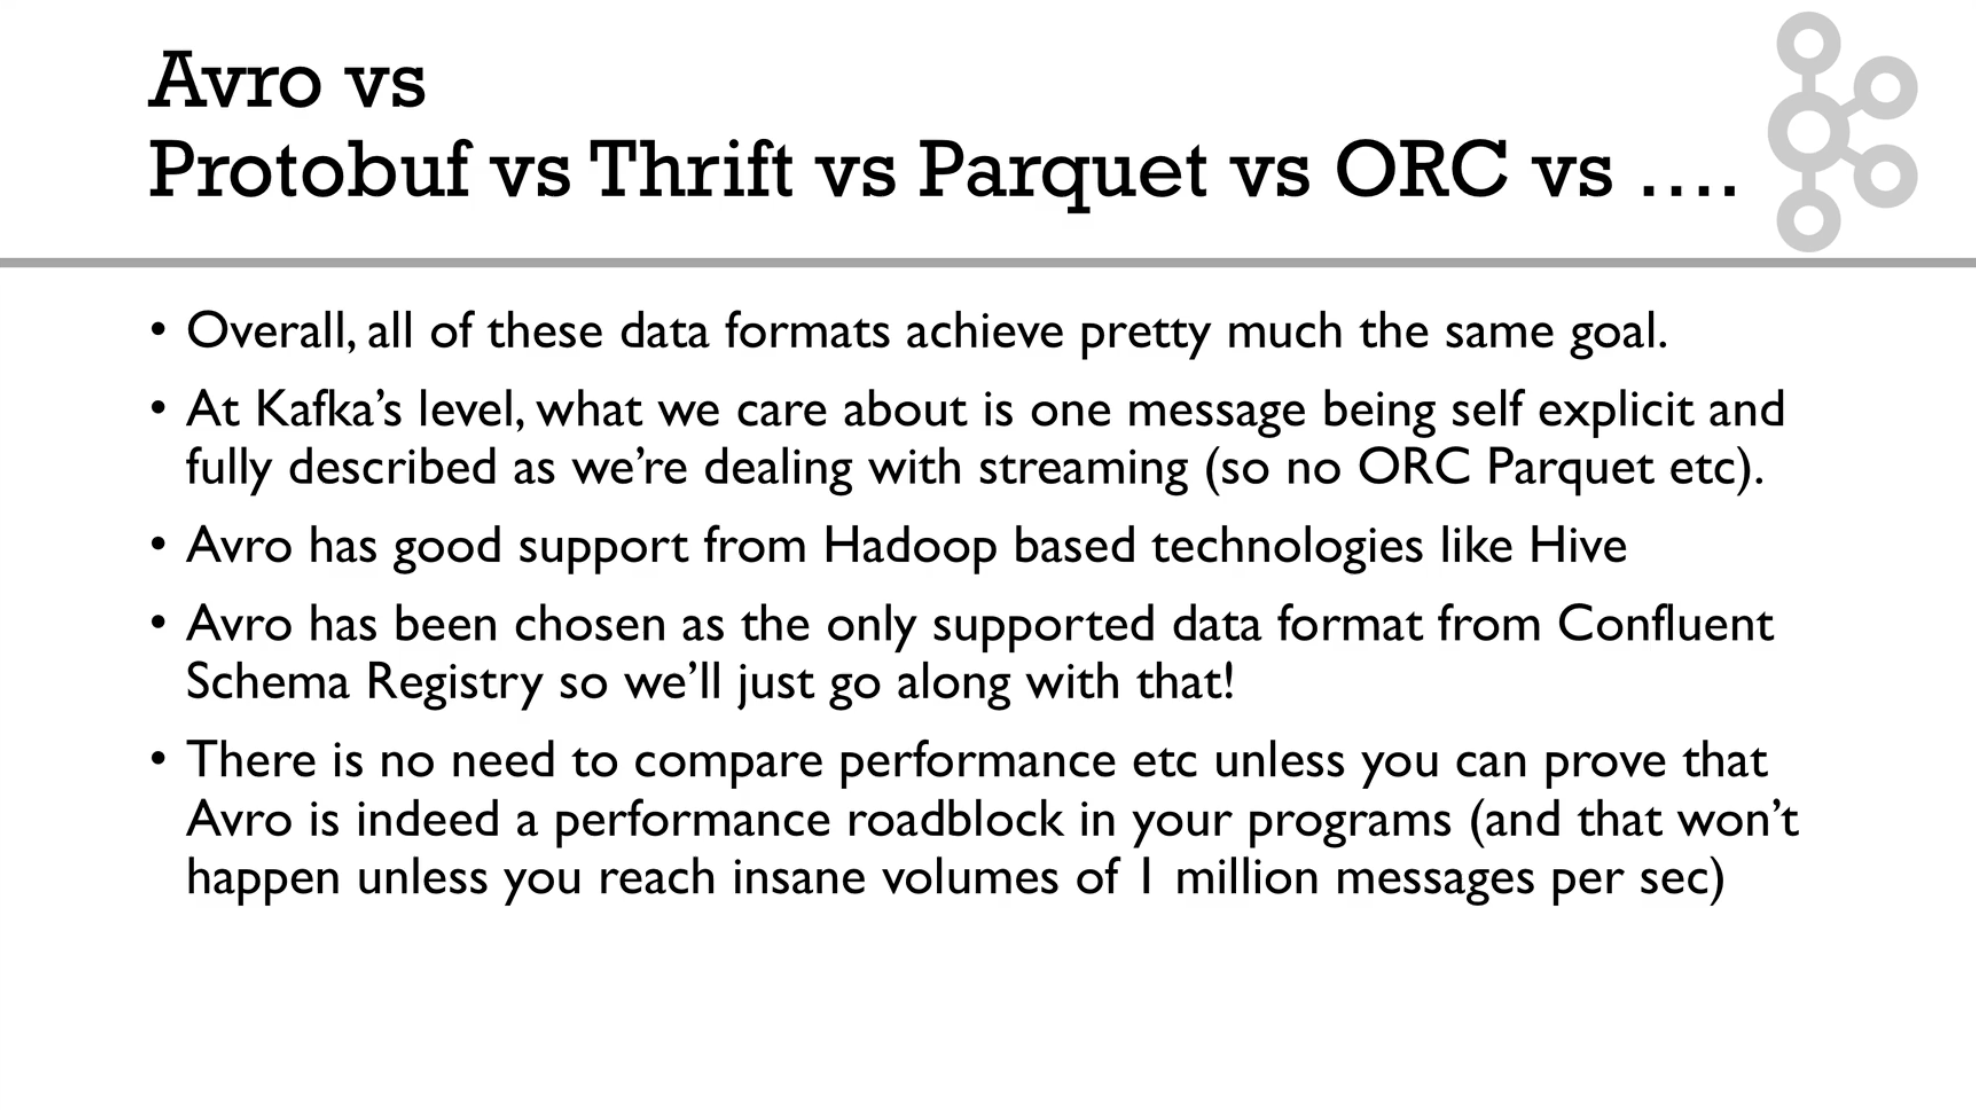 Avro vs
Protobuf vs Thrift vs Parquet vs ORC vs ....
• Overall, all of these data formats achieve pretty much the same goal.
• At Kafka’s level, what we care about is one message being self explicit and
fully described as we’re dealing with streaming (so no ORC Parquet etc).
• Avro has good support from Hadoop based technologies like Hive
• Avro has been chosen as the only supported data format from Confluent
Schema Registry so we’ll just go along with that!
• There is no need to compare performance etc unless you can prove that
Avro is indeed a performance roadblock in your programs (and that won’t
happen unless you reach insane volumes of 1 million messages per sec)